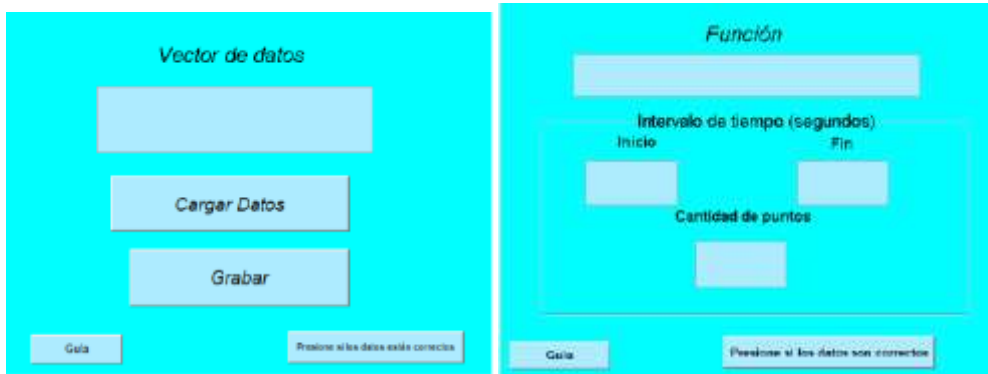 Vector de datos
Cargar Datos
Grabar
Guía
Presione si los datos están correctos
Función
Intervalo de tiempo (segundos)
Inicio
Fin
Cantidad de puntos
Guía
Presione si los datos son correctos